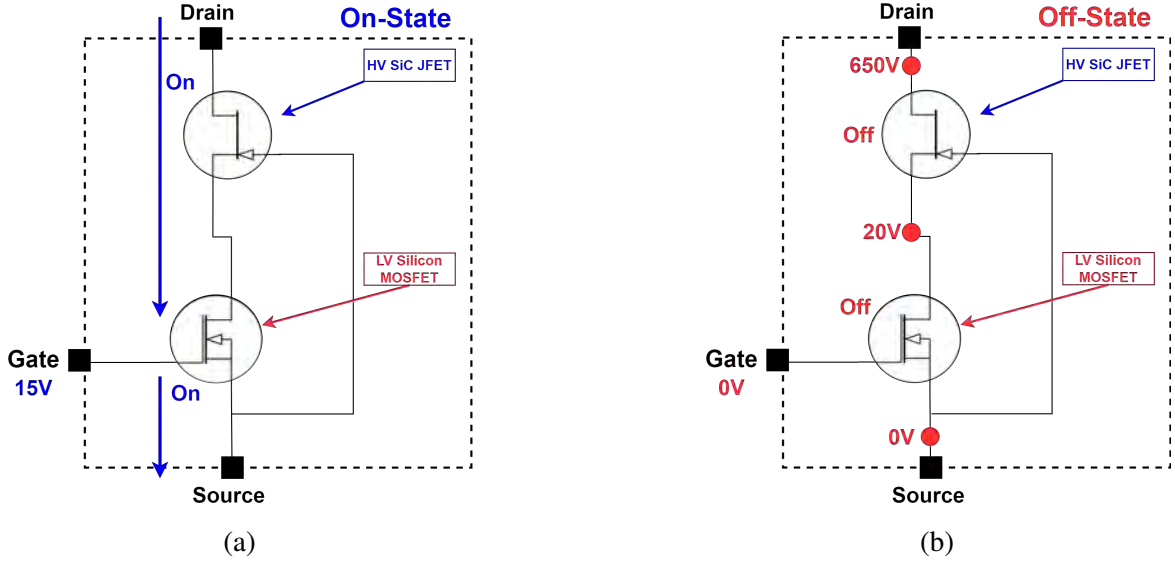 Drain
On-State
On
HV SiC JFET
LV Silicon
MOSFET
Gate
15V
On
Source
(a)
Drain
Off-State
650V
HV SiC JFET
Off
20V
LV Silicon
MOSFET
Off
Gate
0V
0V
Source
(b)